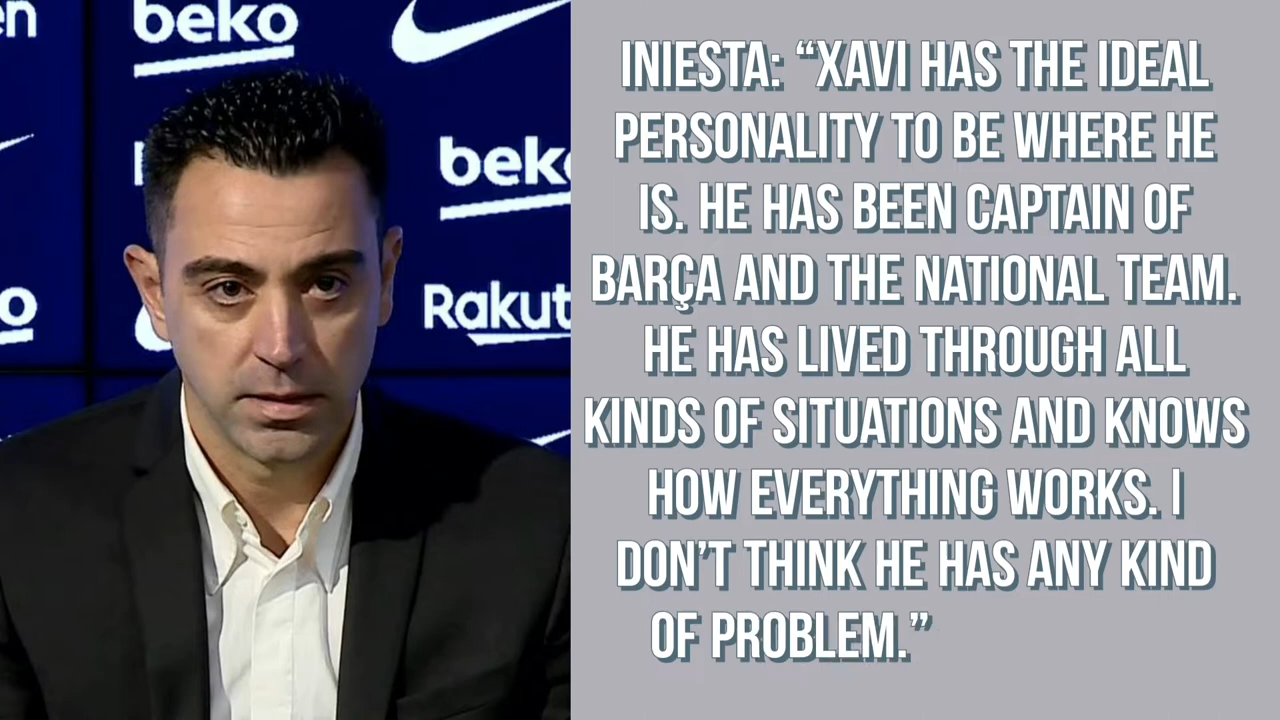 en
beko
beko
Rakut
INIESTA: “XAVI HAS THE IDEAL
PERSONALITY TO BE WHERE HE
IS. HE HAS BEEN CAPTAIN OF
BARÇA AND THE NATIONAL TEAM.
HE HAS LIVED THROUGH ALL
KINDS OF SITUATIONS AND KNOWS
HOW EVERYTHING WORKS. I
DON’T THINK HE HAS ANY KIND
OF PROBLEM.”